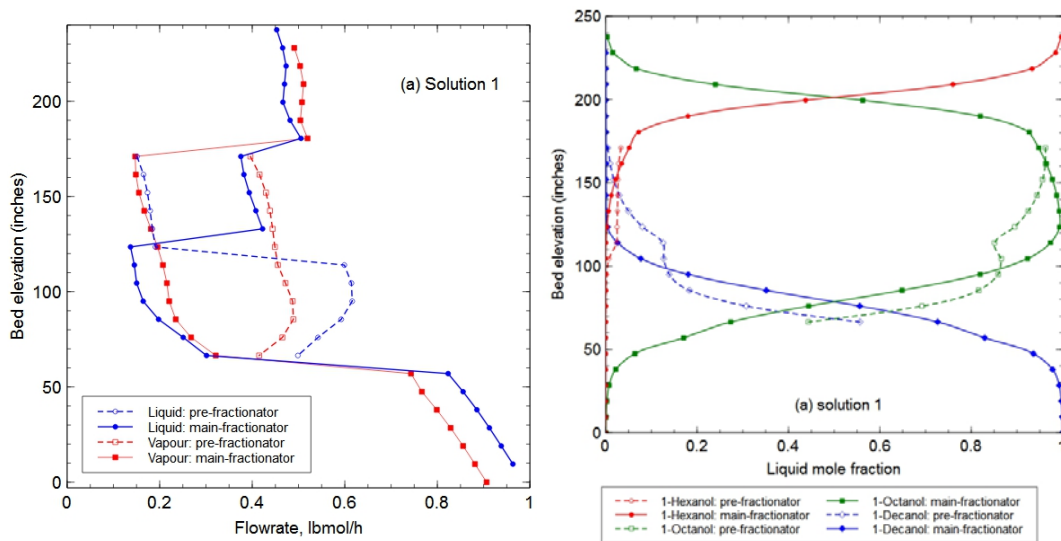 (a) Solution 1
Bed elevation (inches)
200
150
100
50
0
Liquid: pre-fractionator
Liquid: main-fractionator
Vapour: pre-fractionator
Vapour: main-fractionator
0 0.2 0.4 0.6 0.8 1
Flowrate, lbmol/h
250
200
150
100
50
0
Bed elevation (inches)
(a) solution 1
0 0.2 0.4 0.6 0.8 1
Liquid mole fraction
1-Hexanol: pre-fractionator
1-Hexanol: main-fractionator
1-Octanol: pre-fractionator
1-Octanol: main-fractionator
1-Decanol: pre-fractionator
1-Decanol: main-fractionator